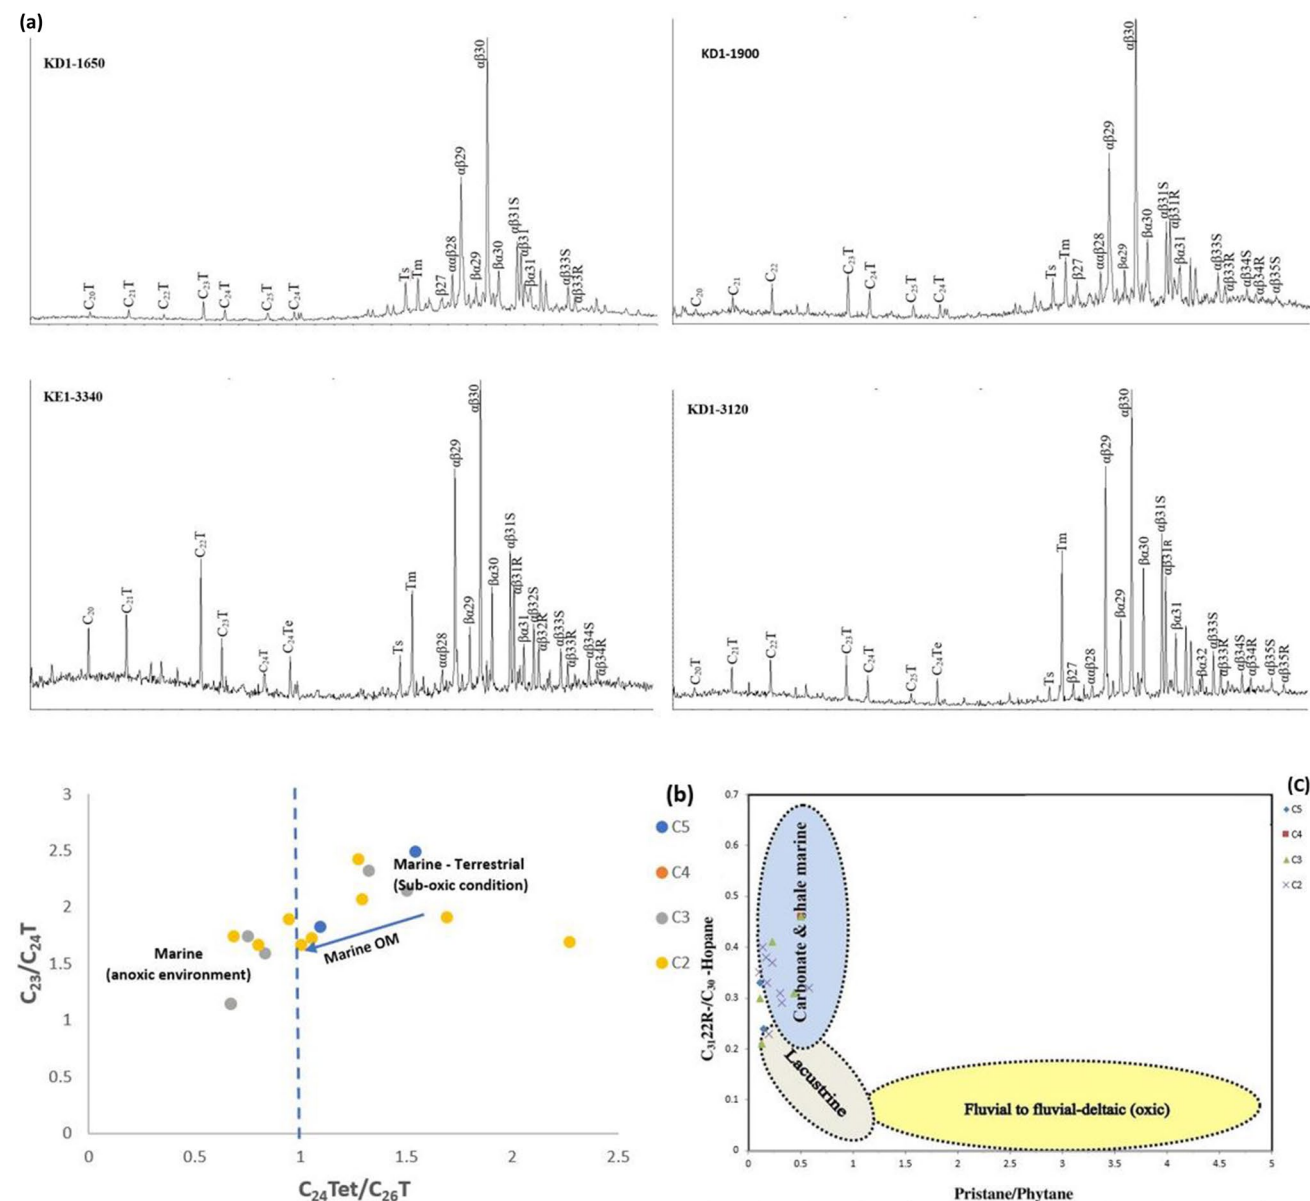 (a)
KD1-1650
C₂₀T
C₂₁T
C₂₂T
C₂₃T
C₂₄T
C₂₅T
C₂₄T
Ts
Tm
β27
ααβ28
αβ29
βα29
αβ30
βα30
αβ31S
αβ31
βα31
αβ33S
αβ33R
KD1-1900
C₂₀
C₂₁
C₂₂
C₂₃T
C₂₄T
C₂₅T
C₂₄T
Ts
Tm
β27
ααβ28
αβ29
βα29
αβ30
βα30
αβ31S
αβ31R
βα31
αβ33S
αβ33R
αβ34S
αβ34R
αβ35S
KE1-3340
C₂₀
C₂₁T
C₂₂T
C₂₃T
C₂₄T
C₂₄Te
Ts
Tm
ααβ28
αβ29
βα29
αβ30
βα30
αβ31S
αβ31R
βα31
αβ32S
αβ32R
αβ33S
αβ33R
αβ34S
αβ34R
KD1-3120
C₂₀T
C₂₁T
C₂₂T
C₂₃T
C₂₄T
C₂₅T
C₂₄Te
Ts
Tm
β27
ααβ28
αβ29
βα29
αβ30
βα30
αβ31S
αβ31R
βα31
βα32
αβ33S
αβ33R
αβ34S
αβ34R
αβ35S
αβ35R
(b)
C₂₃/C₂₄T
3
2.5
2
1.5
1
0.5
0
0
0.5
1
1.5
2
2.5
C₂₄Tet/C₂₆T
Marine - Terrestrial
(Sub-oxic condition)
Marine OM
Marine
(anoxic environment)
C5
C4
C3
C2
(C)
C₃₁22R-/C₃₀ -Hopane
0.7
0.6
0.5
0.4
0.3
0.2
0.1
0
0
0.5
1
1.5
2
2.5
3
3.5
4
4.5
5
Pristane/Phytane
Carbonate & shale marine
Lacustrine
Fluvial to fluvial-deltaic (oxic)
C5
C4
C3
C2